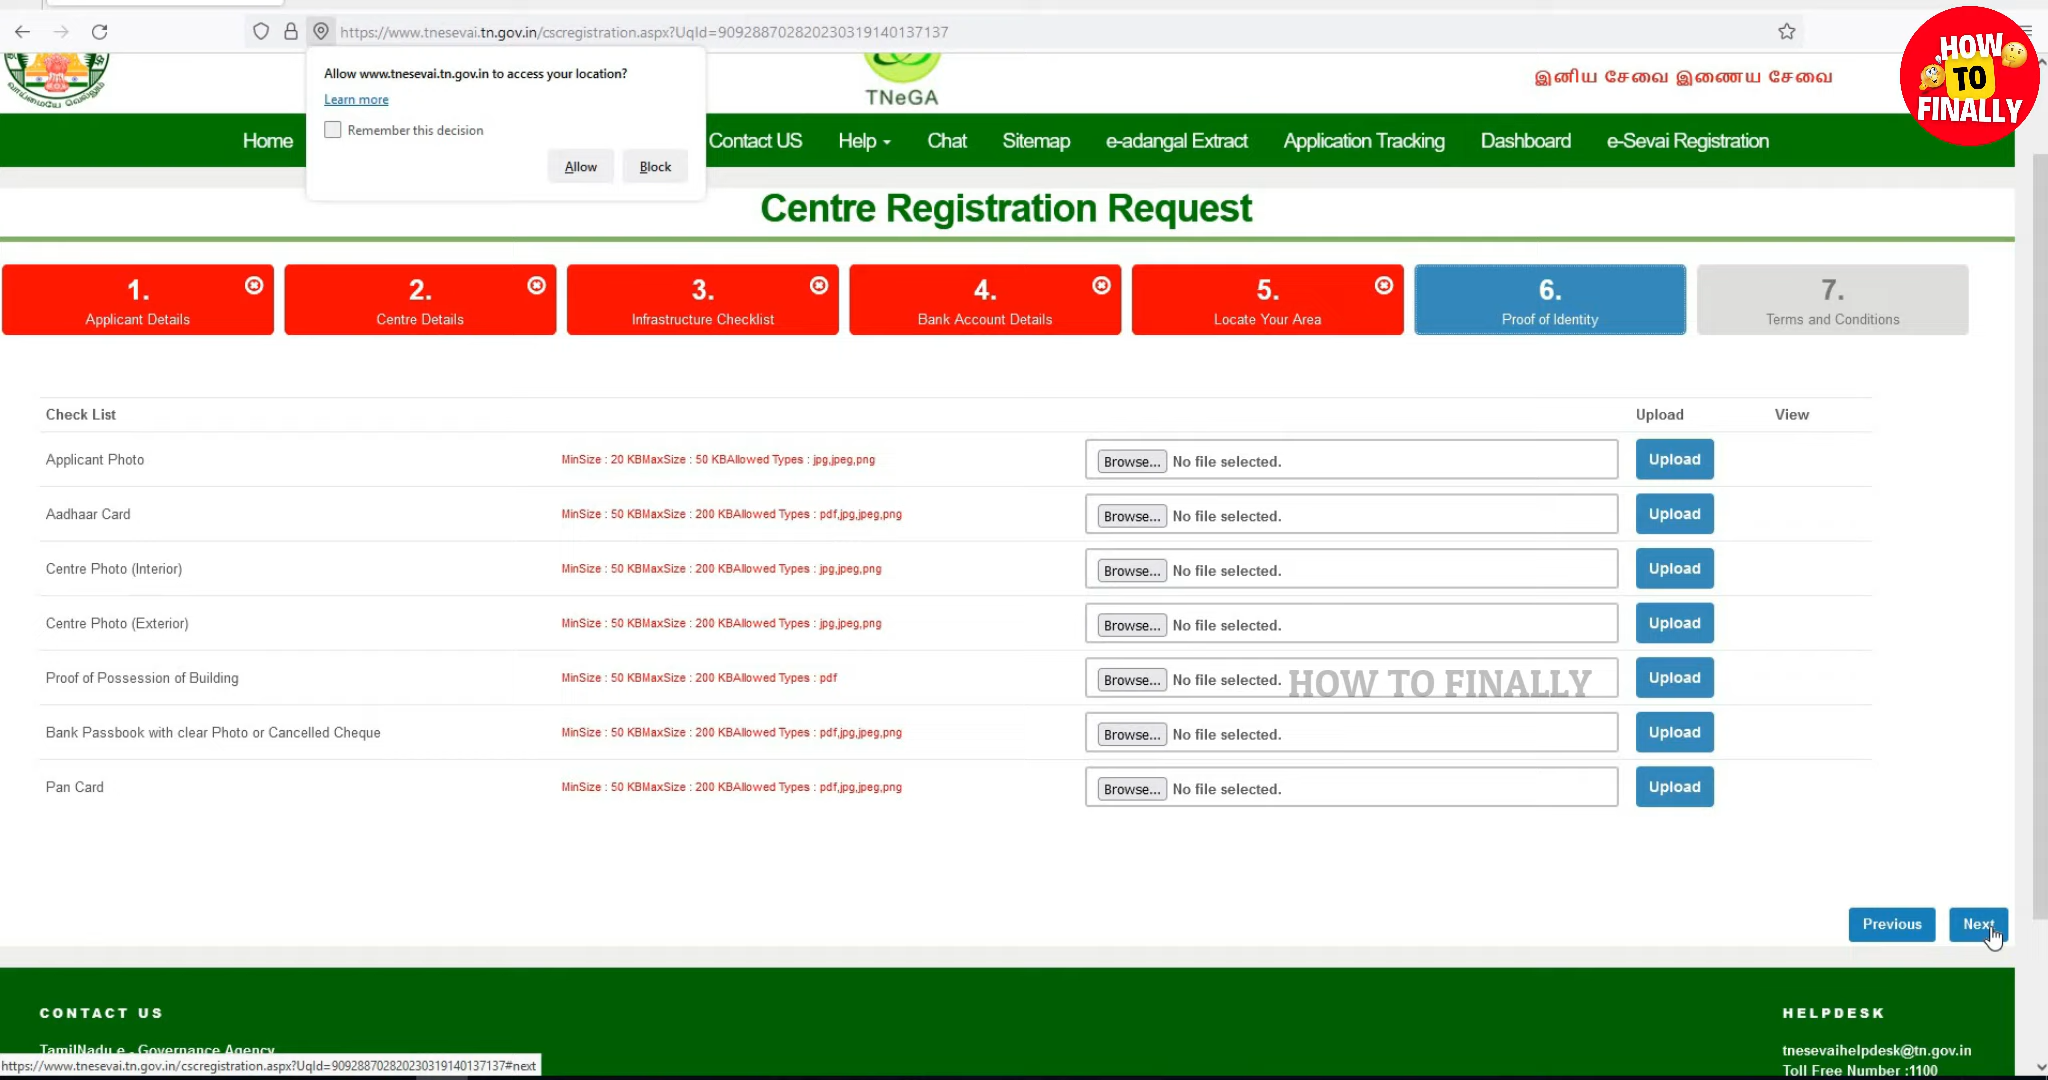 https://www.tnesevai.tn.gov.in/cscregistration.aspx?UqId=909288702820230319140137137
HOW
TO
FINALLY
Allow www.tnesevai.tn.gov.in to access your location?
Learn more
Remember this decision
Allow Block
TNeGA
இனிய சேவை இணைய சேவை
Home Contact US Help Chat Sitemap e-adangal Extract Application Tracking Dashboard e-Sevai Registration
Centre Registration Request
1. 2. 3. 4. 5. 6. 7.
Applicant Details Centre Details Infrastructure Checklist Bank Account Details Locate Your Area Proof of Identity Terms and Conditions
Check List Upload View
Applicant Photo MinSize : 20 KBMaxSize : 50 KBAllowed Types : jpg,jpeg,png Browse... No file selected. Upload
Aadhaar Card MinSize : 50 KBMaxSize : 200 KBAllowed Types : pdf,jpg,jpeg,png Browse... No file selected. Upload
Centre Photo (Interior) MinSize : 50 KBMaxSize : 200 KBAllowed Types : jpg,jpeg,png Browse... No file selected. Upload
Centre Photo (Exterior) MinSize : 50 KBMaxSize : 200 KBAllowed Types : jpg,jpeg,png Browse... No file selected. Upload
Proof of Possession of Building MinSize : 50 KBMaxSize : 200 KBAllowed Types : pdf Browse... No file selected. HOW TO FINALLY Upload
Bank Passbook with clear Photo or Cancelled Cheque MinSize : 50 KBMaxSize : 200 KBAllowed Types : pdf,jpg,jpeg,png Browse... No file selected. Upload
Pan Card MinSize : 50 KBMaxSize : 200 KBAllowed Types : pdf,jpg,jpeg,png Browse... No file selected. Upload
Previous Next
CONTACT US HELPDESK
TamilNadu e - Governance Agency tnesevaihelpdesk@tn.gov.in
https://www.tnesevai.tn.gov.in/cscregistration.aspx?UqId=909288702820230319140137137#next Toll Free Number :1100